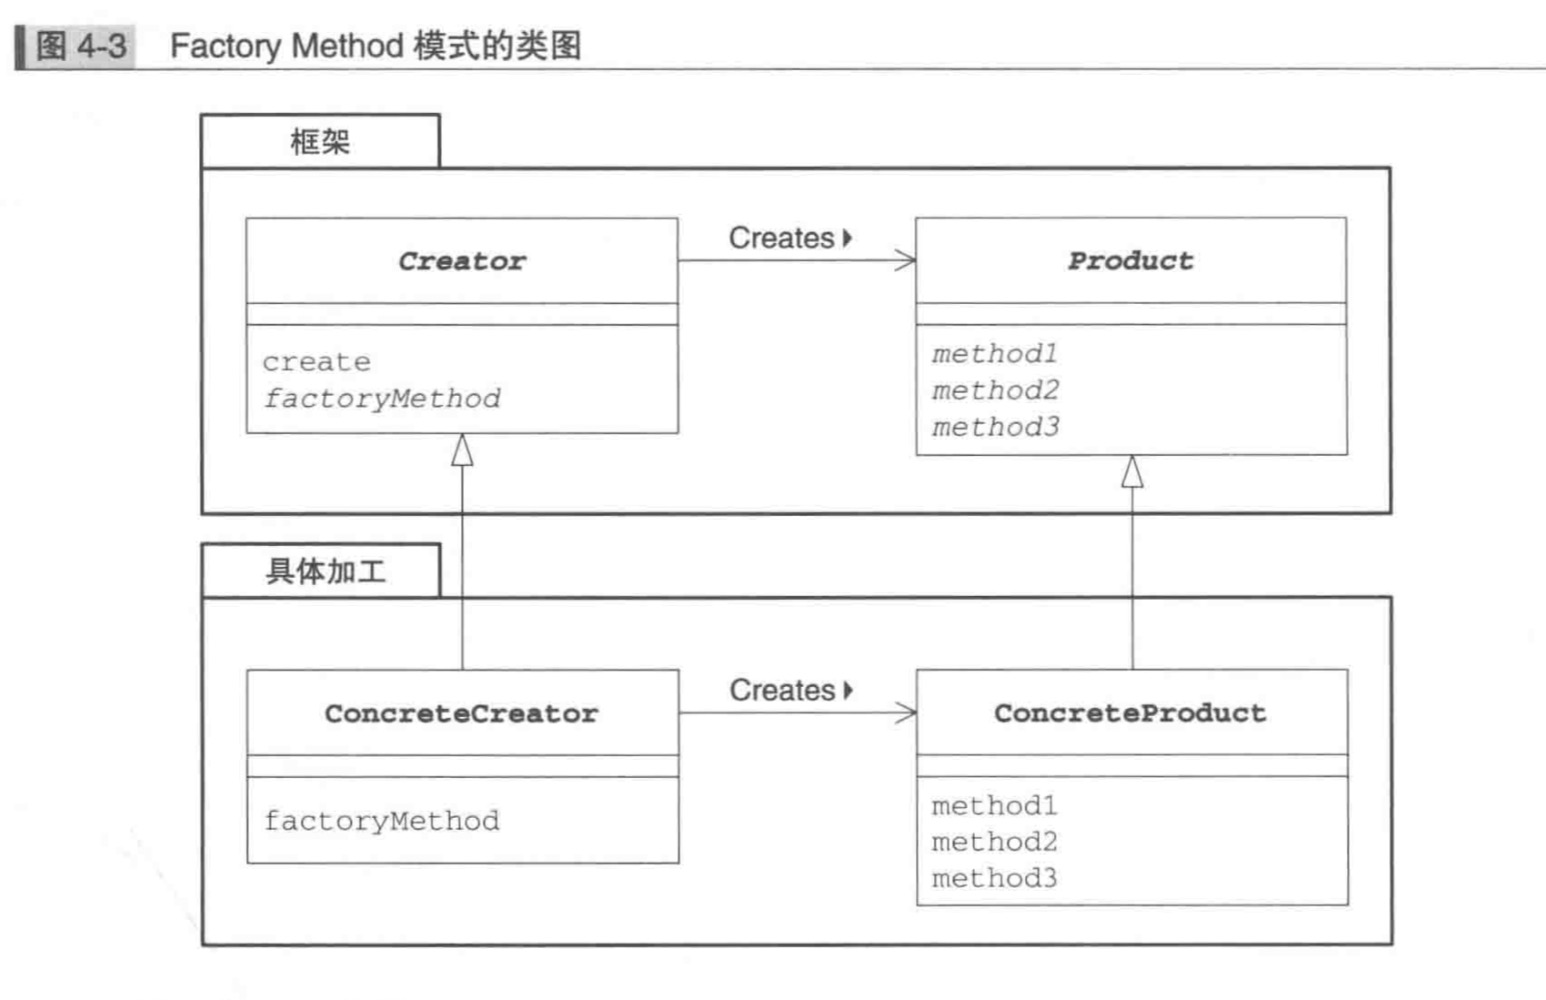 图 4-3 Factory Method 模式的类图
框架
Creator
Creates
Product
create
factoryMethod
method1
method2
method3
具体加工
ConcreteCreator
Creates
ConcreteProduct
factoryMethod
method1
method2
method3